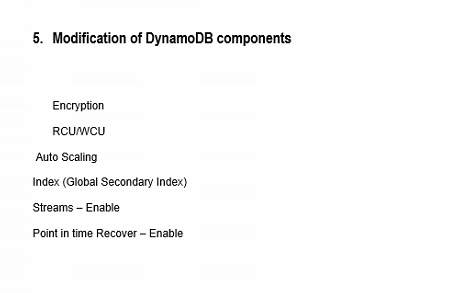 5. Modification of DynamoDB components
Encryption
RCU/WCU
Auto Scaling
Index (Global Secondary Index)
Streams – Enable
Point in time Recover – Enable